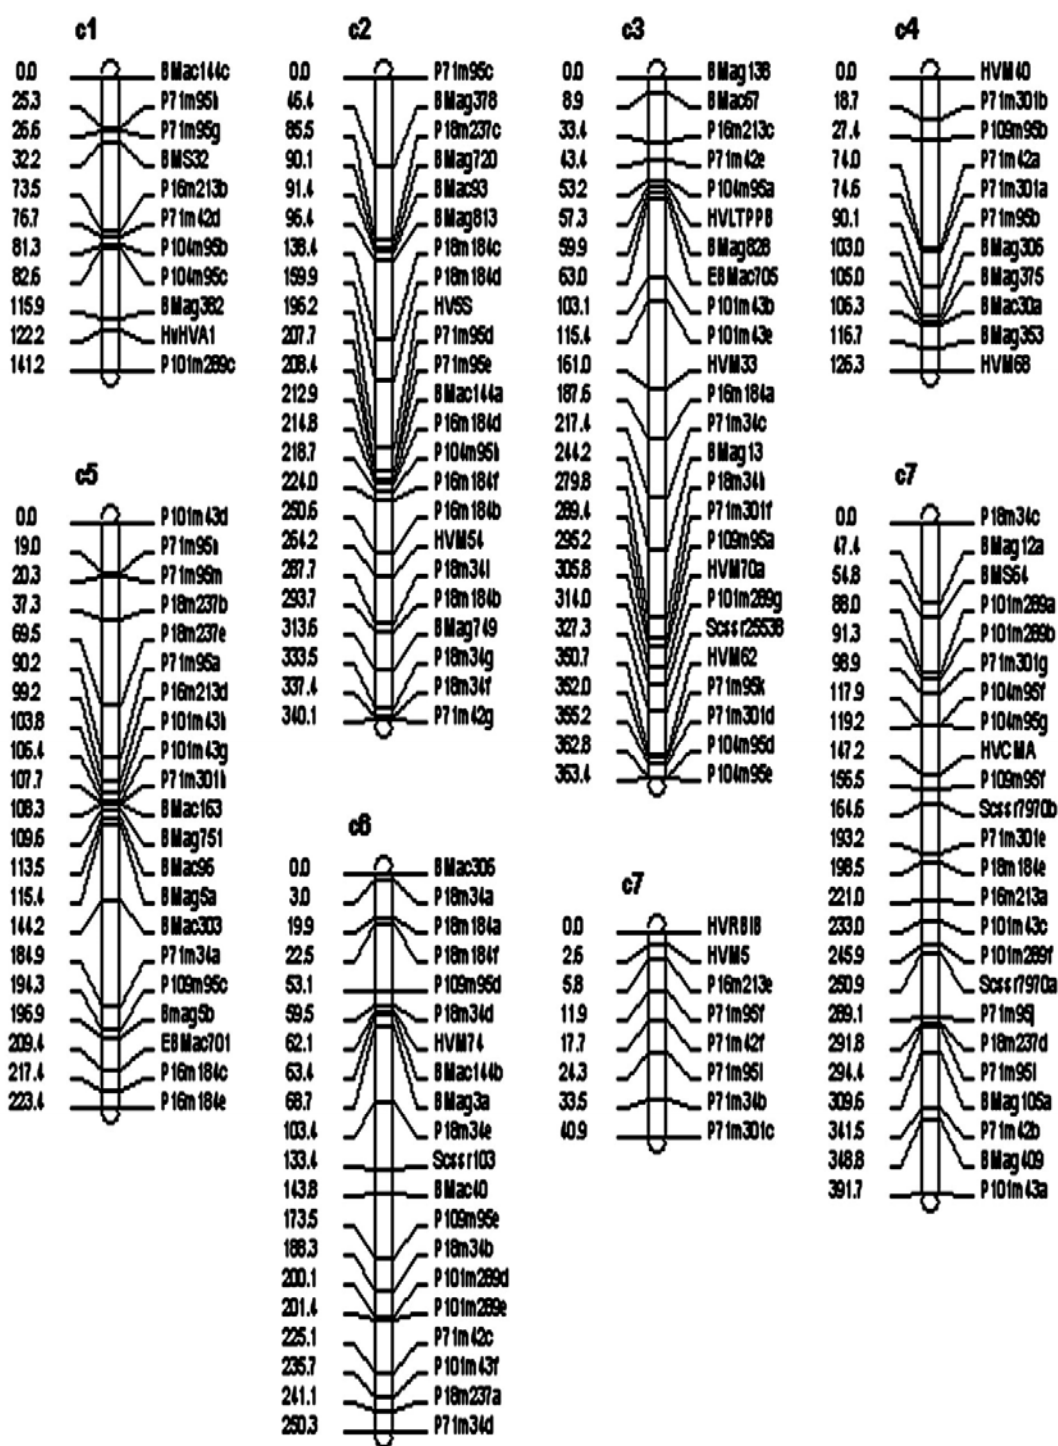 c1
0.0 BMac144c
25.3 P71m95h
26.6 P71m95g
32.2 BMS32
73.5 P16m213b
76.7 P71m42d
81.3 P104m95b
82.6 P104m95c
115.9 BMag382
122.2 HvHVA1
141.2 P101m289c
c2
0.0 P71m95c
46.4 BMag378
85.5 P18m237c
90.1 BMag720
91.4 BMac93
96.4 BMag813
138.4 P18m184c
159.9 P18m184d
196.2 HV5S
207.7 P71m95d
208.4 P71m95e
212.9 BMac144a
214.8 P16m184d
218.7 P104m95h
224.0 P16m184f
250.6 P16m184b
264.2 HVM54
287.7 P18m34i
293.7 P18m184b
313.6 BMag749
333.5 P18m34g
337.4 P18m34f
340.1 P71m42g
c3
0.0 BMag138
8.9 BMac67
33.4 P16m213c
43.4 P71m42e
53.2 P104m95a
57.3 HVLTPPB
59.9 BMag828
63.0 EBMac705
103.1 P101m43b
115.4 P101m43e
161.0 HVM33
187.6 P16m184a
217.4 P71m34c
244.2 BMag13
279.8 P18m34h
289.4 P71m301f
295.2 P109m95a
305.8 HVM70a
314.0 P101m289g
327.3 Scssr25538
350.7 HVM62
352.0 P71m95k
355.2 P71m301d
362.8 P104m95d
363.4 P104m95e
c4
0.0 HVM40
18.7 P71m301b
27.4 P109m95b
74.0 P71m42a
74.6 P71m301a
90.1 P71m95b
103.0 BMag306
105.0 BMag375
106.3 BMac30a
116.7 BMag353
126.3 HVM68
c5
0.0 P101m43d
19.0 P71m95n
20.3 P71m95m
37.3 P18m237b
69.5 P18m237e
90.2 P71m95a
99.2 P16m213d
103.8 P101m43h
106.4 P101m43g
107.7 P71m301h
108.3 BMac163
109.6 BMag751
113.5 BMac96
115.4 BMag5a
144.2 BMac303
184.9 P71m34a
194.3 P109m95c
196.9 Bmag5b
209.4 EBMac701
217.4 P16m184c
223.4 P16m184e
c6
0.0 BMac306
3.0 P18m34a
19.9 P18m184a
22.5 P18m184f
53.1 P109m95d
59.5 P18m34d
62.1 HVM74
63.4 BMac144b
68.7 BMag3a
103.4 P18m34e
133.4 Scssr103
143.8 BMac40
173.5 P109m95e
188.3 P18m34b
200.1 P101m289d
201.4 P101m289e
225.1 P71m42c
235.7 P101m43f
241.1 P18m237a
250.3 P71m34d
c7
0.0 HVRBIB
2.6 HVM5
5.8 P16m213e
11.9 P71m95f
17.7 P71m42f
24.3 P71m95l
33.5 P71m34b
40.9 P71m301c
c7
0.0 P18m34c
47.4 BMag12a
54.8 BMS64
88.0 P101m289a
91.3 P101m289b
98.9 P71m301g
117.9 P104m95f
119.2 P104m95g
147.2 HVCMA
156.5 P109m95f
164.6 Scssr7970b
193.2 P71m301e
198.5 P18m184e
221.0 P16m213a
233.0 P101m43c
245.9 P101m289f
250.9 Scssr7970a
289.1 P71m95j
291.8 P18m237d
294.4 P71m95i
309.6 BMag105a
341.5 P71m42b
348.8 BMag409
391.7 P101m43a